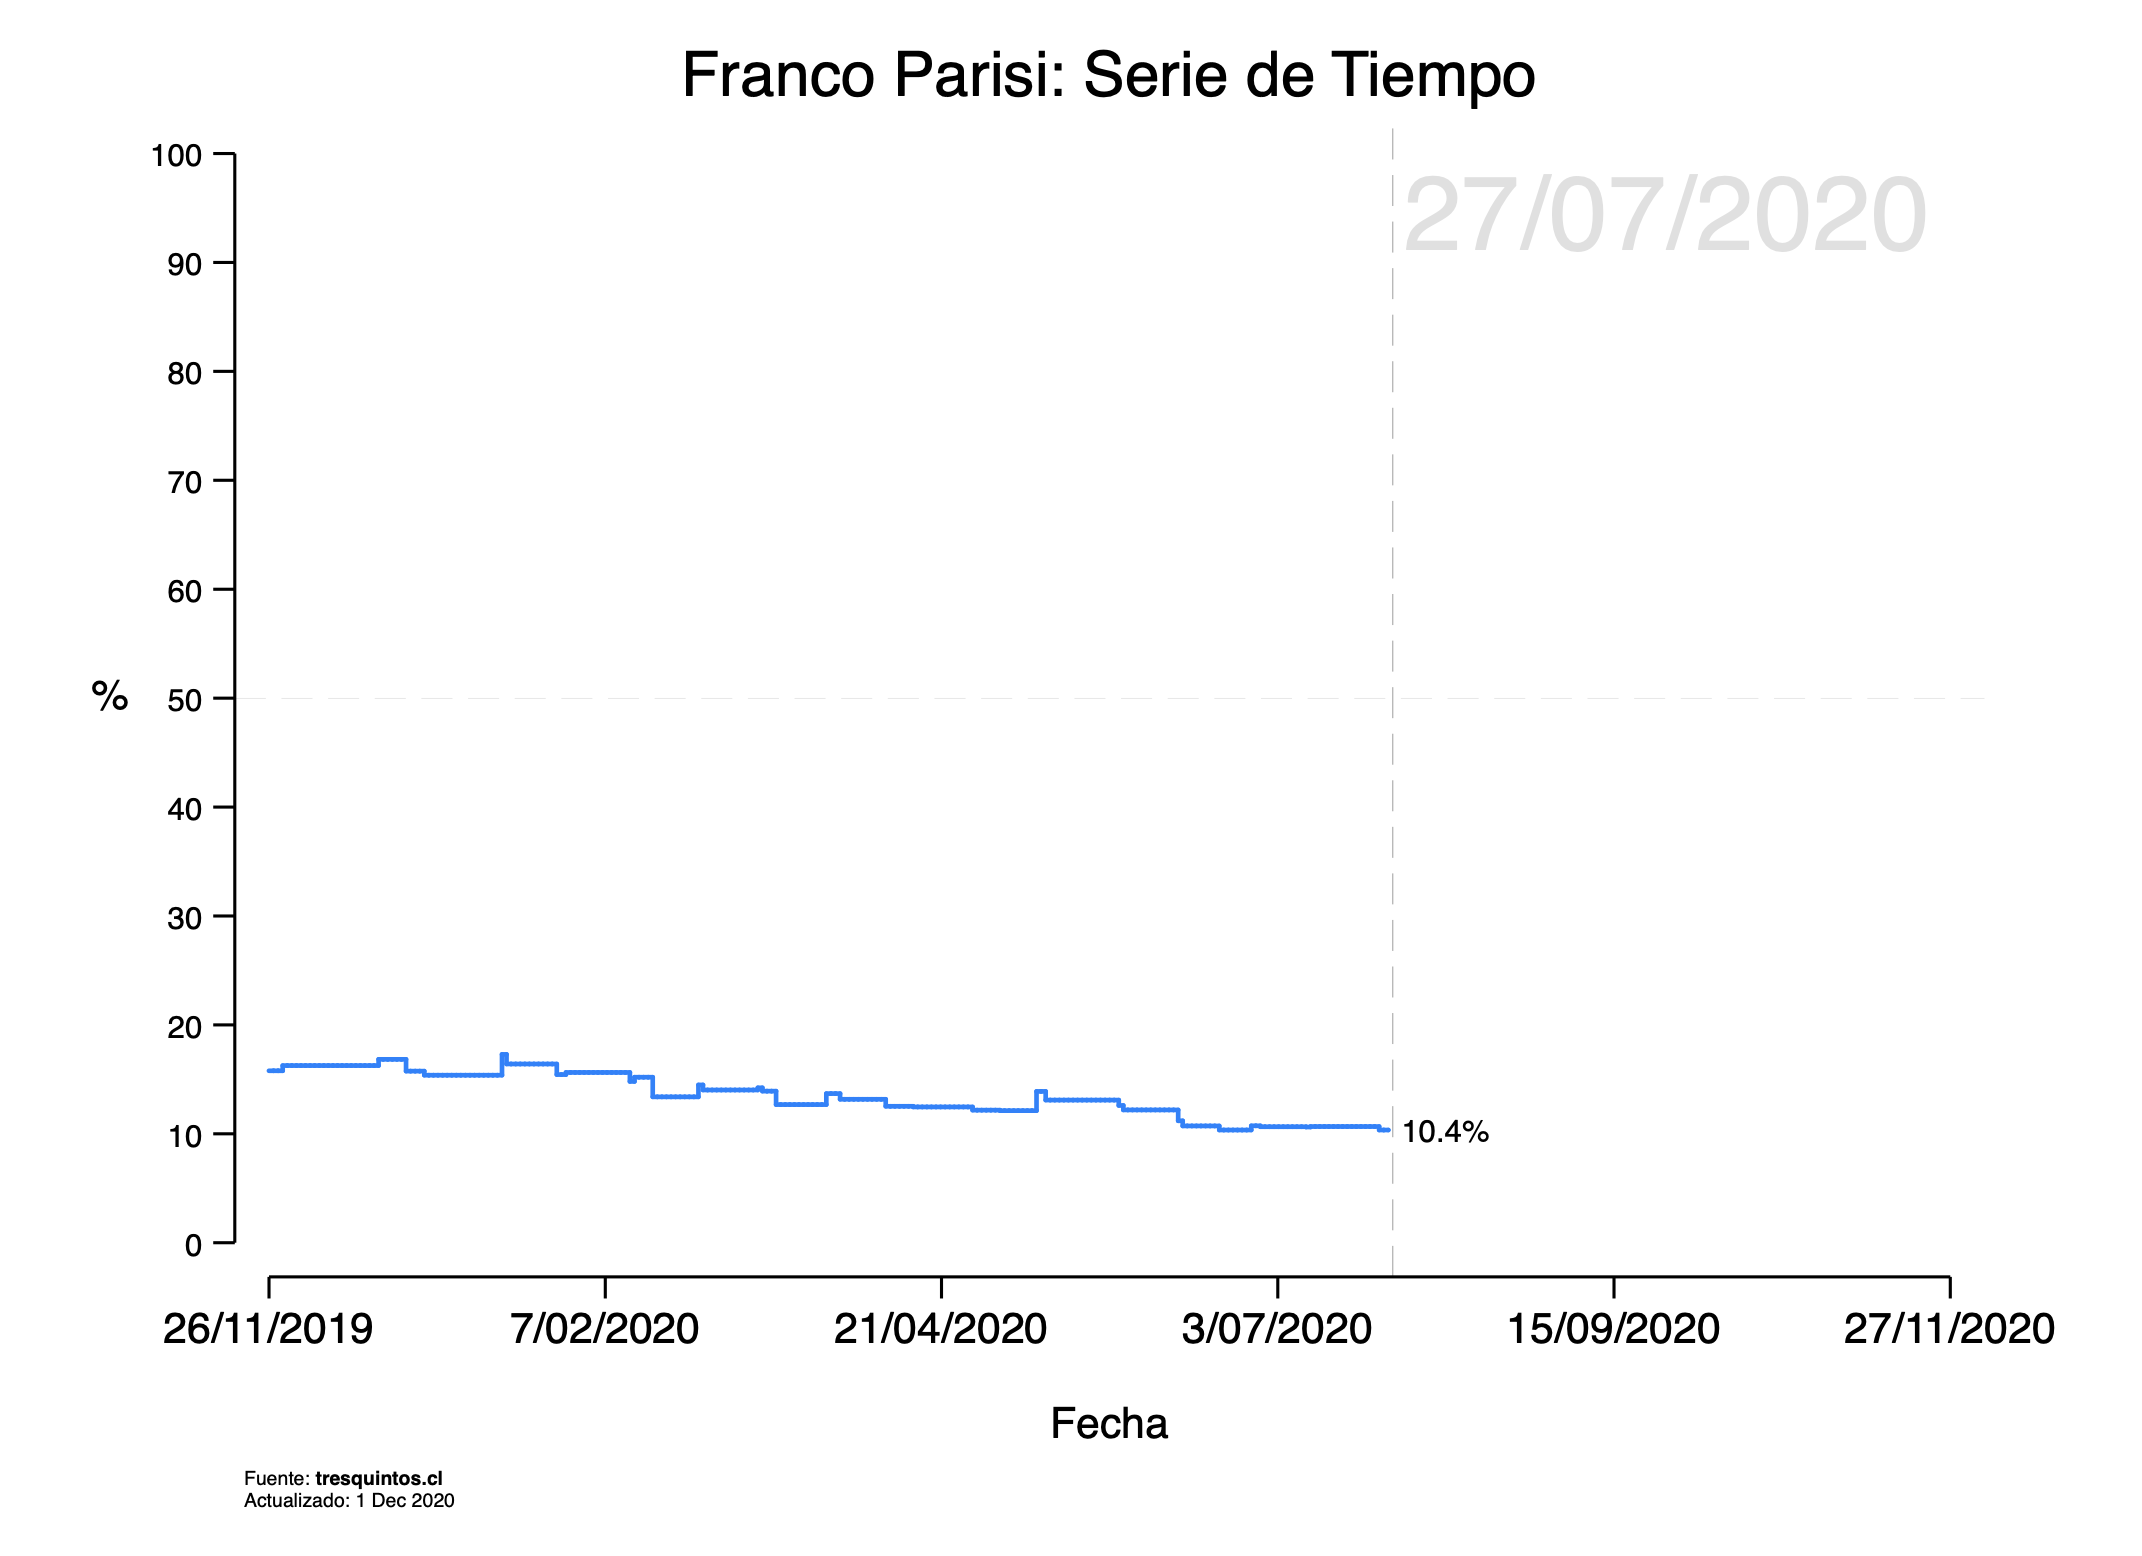 Franco Parisi: Serie de Tiempo
27/07/2020
100
90
80
70
60
50
40
30
20
10
0
%
10.4%
26/11/2019 7/02/2020 21/04/2020 3/07/2020 15/09/2020 27/11/2020
Fecha
Fuente: tresquintos.cl
Actualizado: 1 Dec 2020